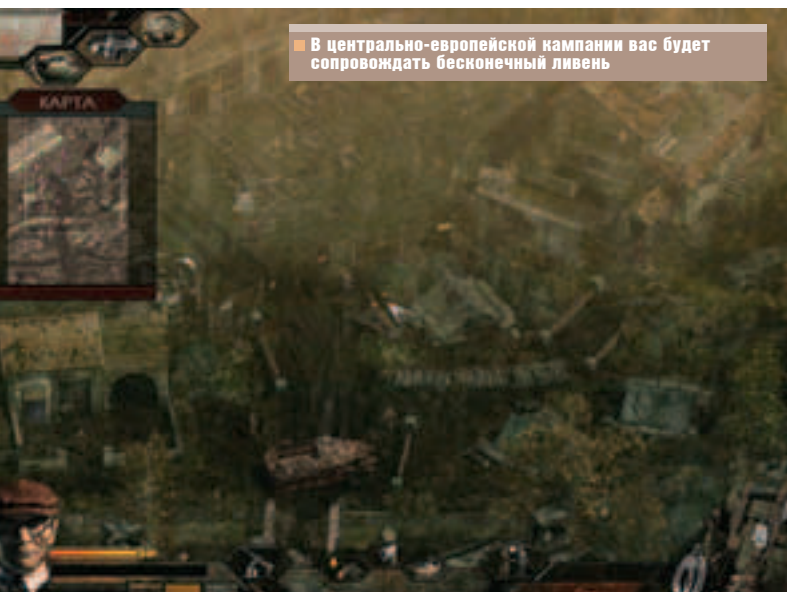 В центрально-европейской кампании вас будет
сопровождать бесконечный ливень
КАРТА